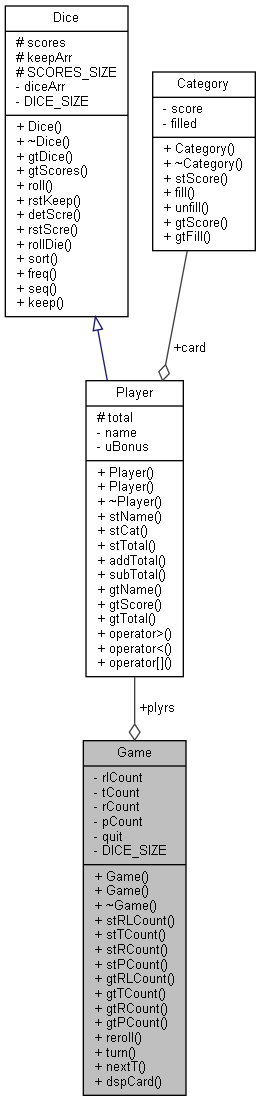 Dice
# scores
# keepArr
# SCORES_SIZE
- diceArr
- DICE_SIZE
+ Dice()
+ ~Dice()
+ gtDice()
+ gtScores()
+ roll()
+ rstKeep()
+ detScre()
+ rstScre()
+ rollDie()
+ sort()
+ freq()
+ seq()
+ keep()
Category
- score
- filled
+ Category()
+ ~Category()
+ stScore()
+ fill()
+ unfill()
+ gtScore()
+ gtFill()
+card
Player
# total
- name
- uBonus
+ Player()
+ Player()
+ ~Player()
+ stName()
+ stCat()
+ stTotal()
+ addTotal()
+ subTotal()
+ gtName()
+ gtScore()
+ gtTotal()
+ operator>()
+ operator<()
+ operator[]()
+plyrs
Game
- rlCount
- tCount
- rCount
- pCount
- quit
- DICE_SIZE
+ Game()
+ Game()
+ ~Game()
+ stRLCount()
+ stTCount()
+ stRCount()
+ stPCount()
+ gtRLCount()
+ gtTCount()
+ gtRCount()
+ gtPCount()
+ reroll()
+ turn()
+ nextT()
+ dspCard()